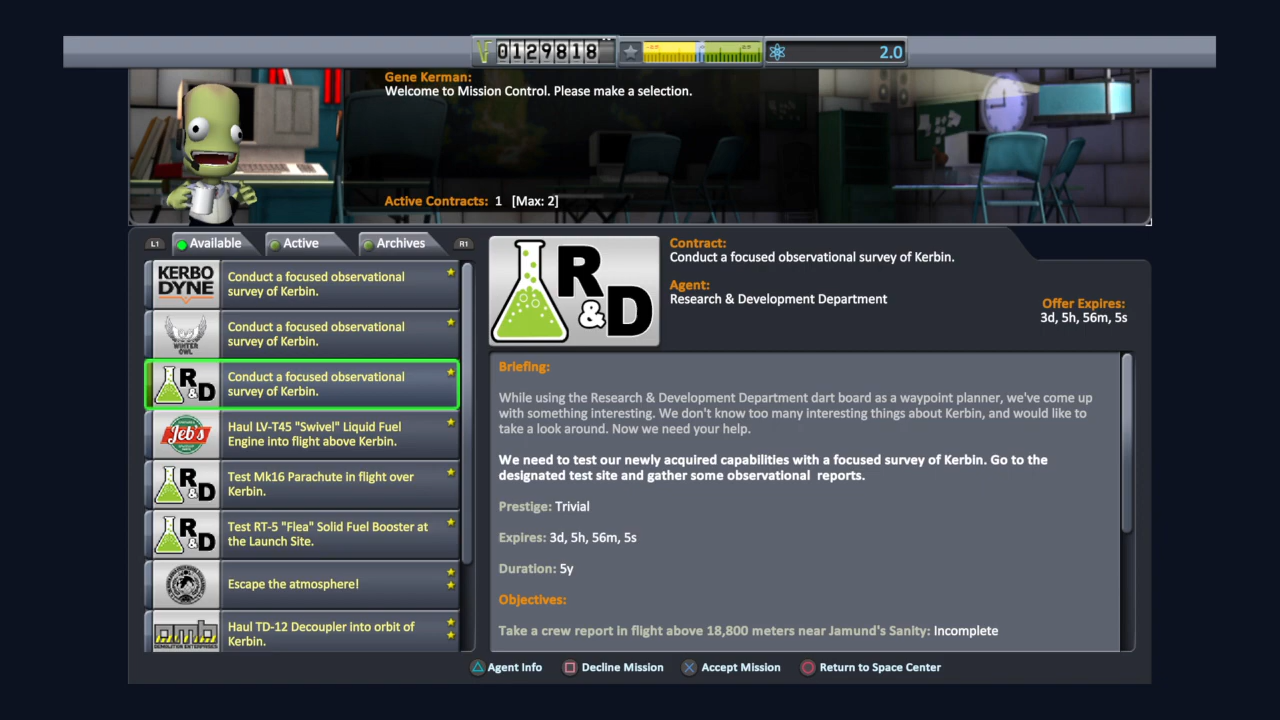 0129818
2.0
Gene Kerman:
Welcome to Mission Control. Please make a selection.
Active Contracts: 1 [Max: 2]
L1
Available
Active
Archives
R1
KERBO
DYNE
Conduct a focused observational
survey of Kerbin.
WINTER
OWL
Conduct a focused observational
survey of Kerbin.
R&D
Conduct a focused observational
survey of Kerbin.
Jeb's
Haul LV-T45 "Swivel" Liquid Fuel
Engine into flight above Kerbin.
R&D
Test Mk16 Parachute in flight over
Kerbin.
R&D
Test RT-5 "Flea" Solid Fuel Booster at
the Launch Site.
Escape the atmosphere!
Haul TD-12 Decoupler into orbit of
Kerbin.
R&D
Contract:
Conduct a focused observational survey of Kerbin.
Agent:
Research & Development Department
Offer Expires:
3d, 5h, 56m, 5s
Briefing:
While using the Research & Development Department dart board as a waypoint planner, we've come up
with something interesting. We don't know too many interesting things about Kerbin, and would like to
take a look around. Now we need your help.
We need to test our newly acquired capabilities with a focused survey of Kerbin. Go to the
designated test site and gather some observational reports.
Prestige: Trivial
Expires: 3d, 5h, 56m, 5s
Duration: 5y
Objectives:
Take a crew report in flight above 18,800 meters near Jamund's Sanity: Incomplete
Agent Info
Decline Mission
Accept Mission
Return to Space Center